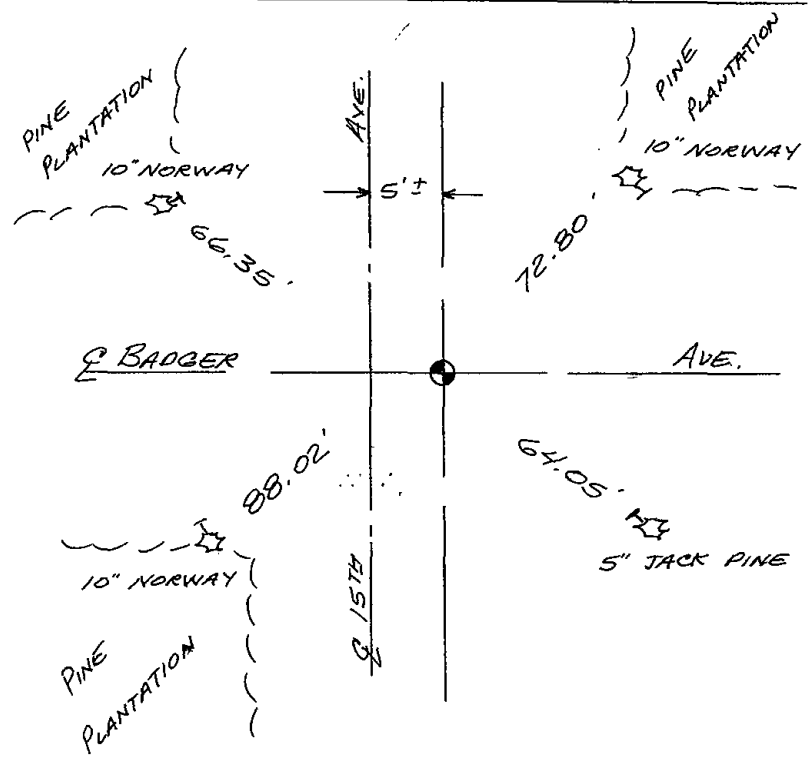 PINE
PLANTATION
10" NORWAY
66.35'
AVE.
5'±
PINE
PLANTATION
10" NORWAY
72.80'
℄ BADGER
AVE.
88.02'
10" NORWAY
PINE
PLANTATION
℄ 15TH
64.05'
5" JACK PINE